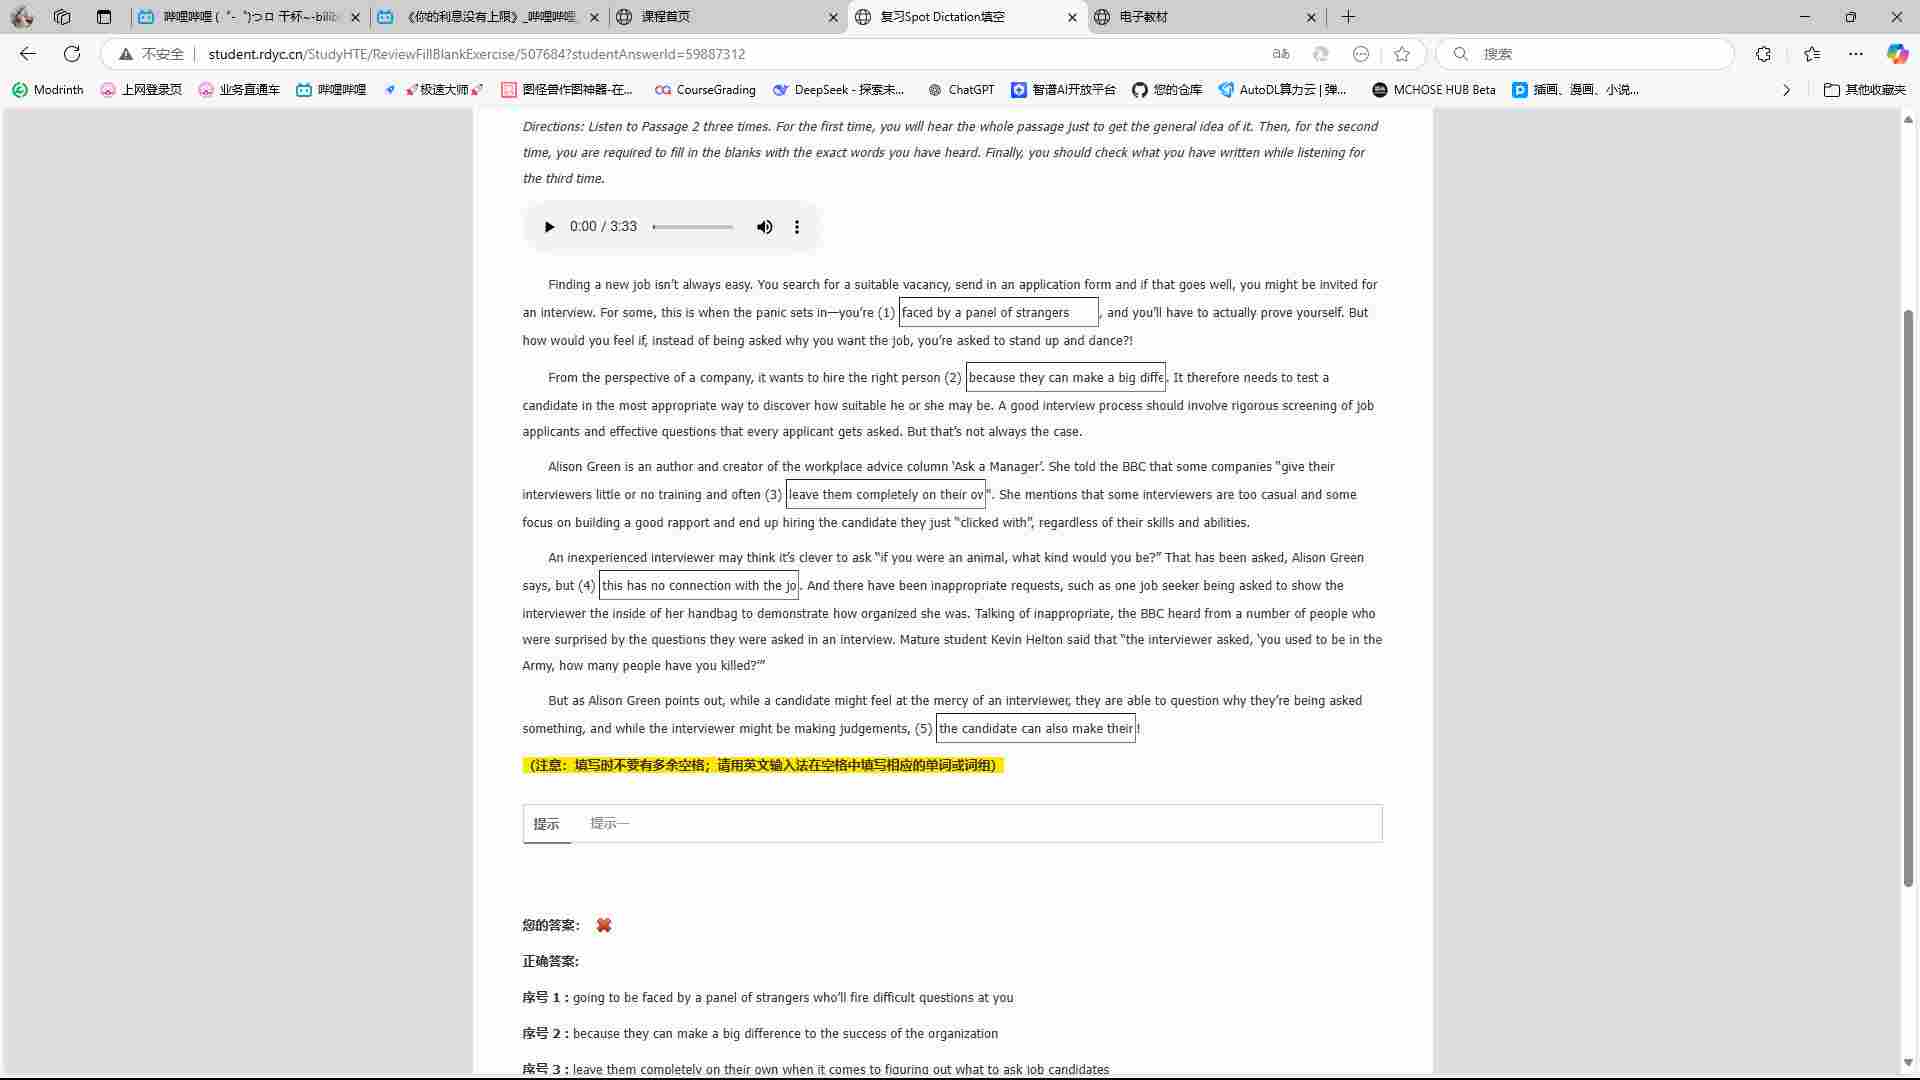 哔哩哔哩 (゜-゜)つロ 干杯~-bilib
《你的利息没有上限》_哔哩哔哩_
课程首页
复习Spot Dictation填空
电子教材
不安全
student.rdyc.cn/StudyHTE/ReviewFillBlankExercise/507684?studentAnswerId=59887312
搜索
Modrinth
上网登录页
业务直通车
哔哩哔哩
🚀极速大师🚀
图怪兽作图神器-在...
CourseGrading
DeepSeek - 探索未...
ChatGPT
智谱AI开放平台
您的仓库
AutoDL算力云 | 弹...
MCHOSE HUB Beta
插画、漫画、小说...
其他收藏夹
Directions: Listen to Passage 2 three times. For the first time, you will hear the whole passage just to get the general idea of it. Then, for the second
time, you are required to fill in the blanks with the exact words you have heard. Finally, you should check what you have written while listening for
the third time.
0:00 / 3:33
Finding a new job isn’t always easy. You search for a suitable vacancy, send in an application form and if that goes well, you might be invited for
an interview. For some, this is when the panic sets in—you’re (1) faced by a panel of strangers , and you’ll have to actually prove yourself. But
how would you feel if, instead of being asked why you want the job, you’re asked to stand up and dance?!
From the perspective of a company, it wants to hire the right person (2) because they can make a big diffe. It therefore needs to test a
candidate in the most appropriate way to discover how suitable he or she may be. A good interview process should involve rigorous screening of job
applicants and effective questions that every applicant gets asked. But that’s not always the case.
Alison Green is an author and creator of the workplace advice column ‘Ask a Manager’. She told the BBC that some companies “give their
interviewers little or no training and often (3) leave them completely on their ov”. She mentions that some interviewers are too casual and some
focus on building a good rapport and end up hiring the candidate they just “clicked with”, regardless of their skills and abilities.
An inexperienced interviewer may think it’s clever to ask “if you were an animal, what kind would you be?” That has been asked, Alison Green
says, but (4) this has no connection with the jo. And there have been inappropriate requests, such as one job seeker being asked to show the
interviewer the inside of her handbag to demonstrate how organized she was. Talking of inappropriate, the BBC heard from a number of people who
were surprised by the questions they were asked in an interview. Mature student Kevin Helton said that “the interviewer asked, ‘you used to be in the
Army, how many people have you killed?’”
But as Alison Green points out, while a candidate might feel at the mercy of an interviewer, they are able to question why they’re being asked
something, and while the interviewer might be making judgements, (5) the candidate can also make their!
（注意：填写时不要有多余空格；请用英文输入法在空格中填写相应的单词或词组）
提示
提示一
您的答案:
正确答案:
序号 1：going to be faced by a panel of strangers who’ll fire difficult questions at you
序号 2：because they can make a big difference to the success of the organization
序号 3：leave them completely on their own when it comes to figuring out what to ask job candidates